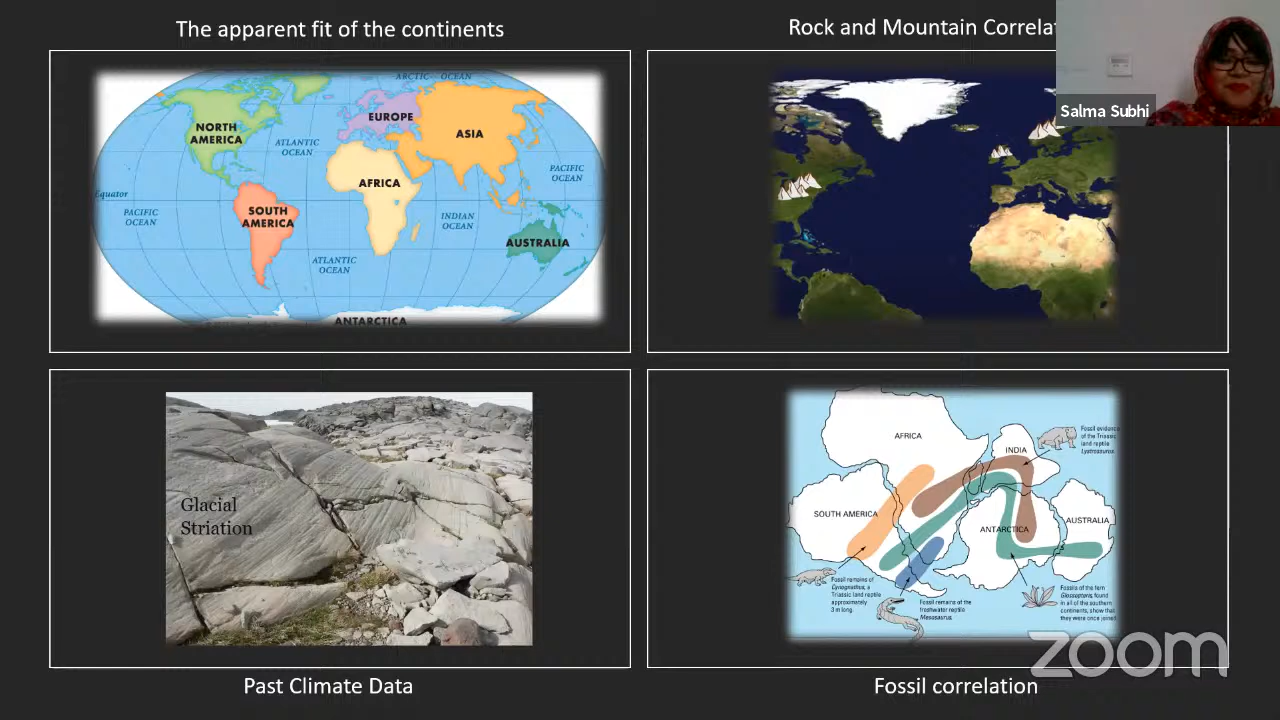 The apparent fit of the continents
Rock and Mountain
Salma Subhi
ARCTIC OCEAN
NORTH
AMERICA
EUROPE
ASIA
ATLANTIC
OCEAN
PACIFIC
OCEAN
AFRICA
Equator
PACIFIC
OCEAN
SOUTH
AMERICA
INDIAN
OCEAN
AUSTRALIA
ATLANTIC
OCEAN
ANTARCTICA
Glacial
Striation
AFRICA
INDIA
Fossil evidence
of the Triassic
land reptile
Lystrosaurus.
SOUTH AMERICA
ANTARCTICA
AUSTRALIA
Fossil remains of
Cynognathus, a
Triassic land reptile
approximately
3 m long.
Fossil remains of the
freshwater reptile
Mesosaurus.
Fossils of the fern
Glossopteris, found
in all of the southern
continents, show that
they were once joined.
Past Climate Data
Fossil correlation
zoom